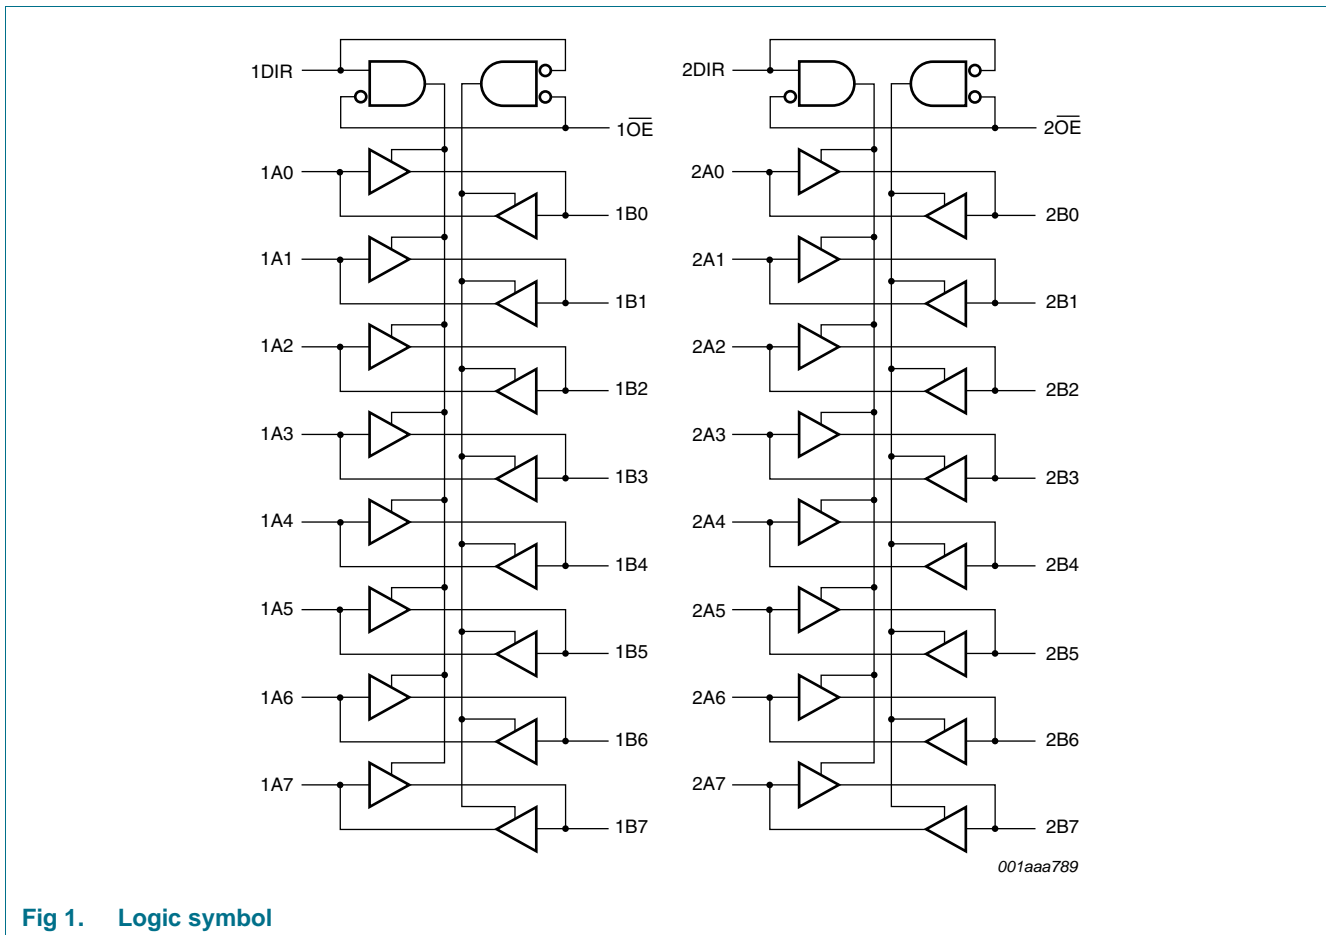 1DIR
1O̅E̅
1A0
1B0
1A1
1B1
1A2
1B2
1A3
1B3
1A4
1B4
1A5
1B5
1A6
1B6
1A7
1B7
2DIR
2O̅E̅
2A0
2B0
2A1
2B1
2A2
2B2
2A3
2B3
2A4
2B4
2A5
2B5
2A6
2B6
2A7
2B7
001aaa789
Fig 1. Logic symbol